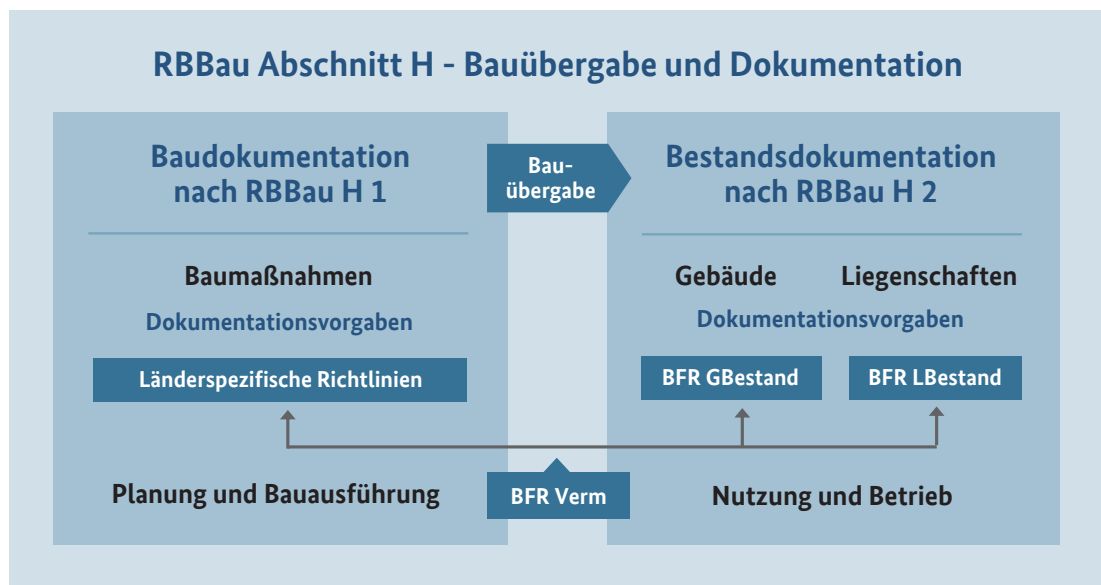 RBBau Abschnitt H - Bauübergabe und Dokumentation
Baudokumentation
nach RBBau H 1
Bau-
übergabe
Bestandsdokumentation
nach RBBau H 2
Baumaßnahmen
Dokumentationsvorgaben
Länderspezifische Richtlinien
Gebäude
Liegenschaften
Dokumentationsvorgaben
BFR GBestand
BFR LBestand
Planung und Bauausführung
BFR Verm
Nutzung und Betrieb